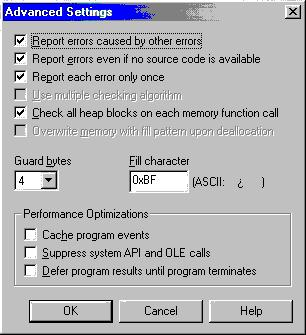 Advanced Settings
Report errors caused by other errors
Report errors even if no source code is available
Report each error only once
Use multiple checking algorithm
Check all heap blocks on each memory function call
Overwrite memory with fill pattern upon deallocation
Guard bytes
Fill character
4
0xBF
(ASCII: ¿ )
Performance Optimizations
Cache program events
Suppress system API and OLE calls
Defer program results until program terminates
OK
Cancel
Help